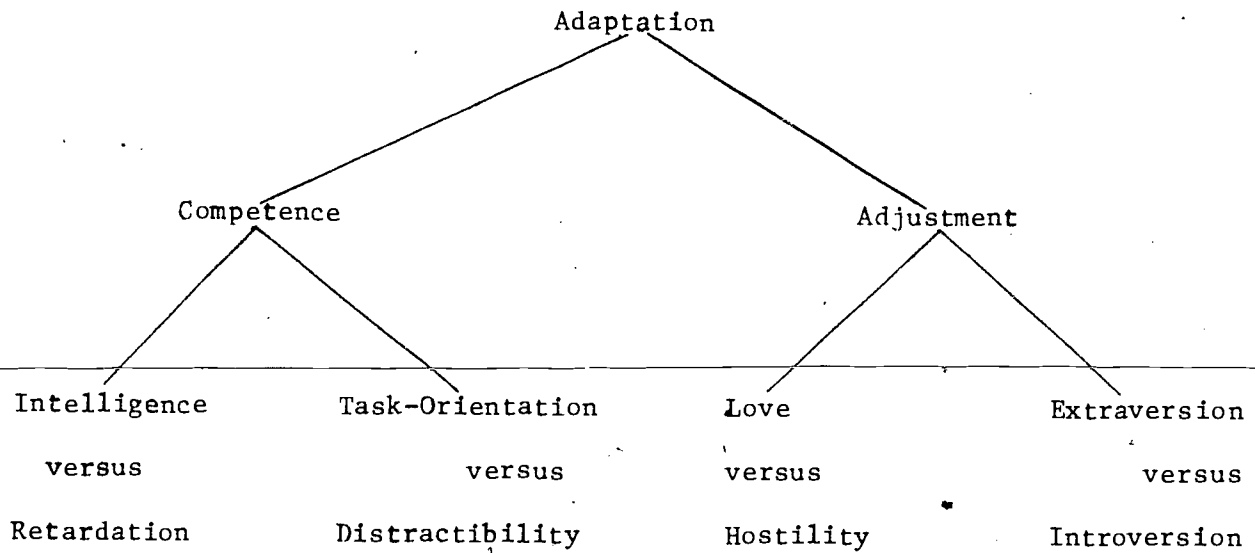 Adaptation
Competence Adjustment
Intelligence Task-Orientation Love Extraversion
versus versus versus versus
Retardation Distractibility Hostility Introversion